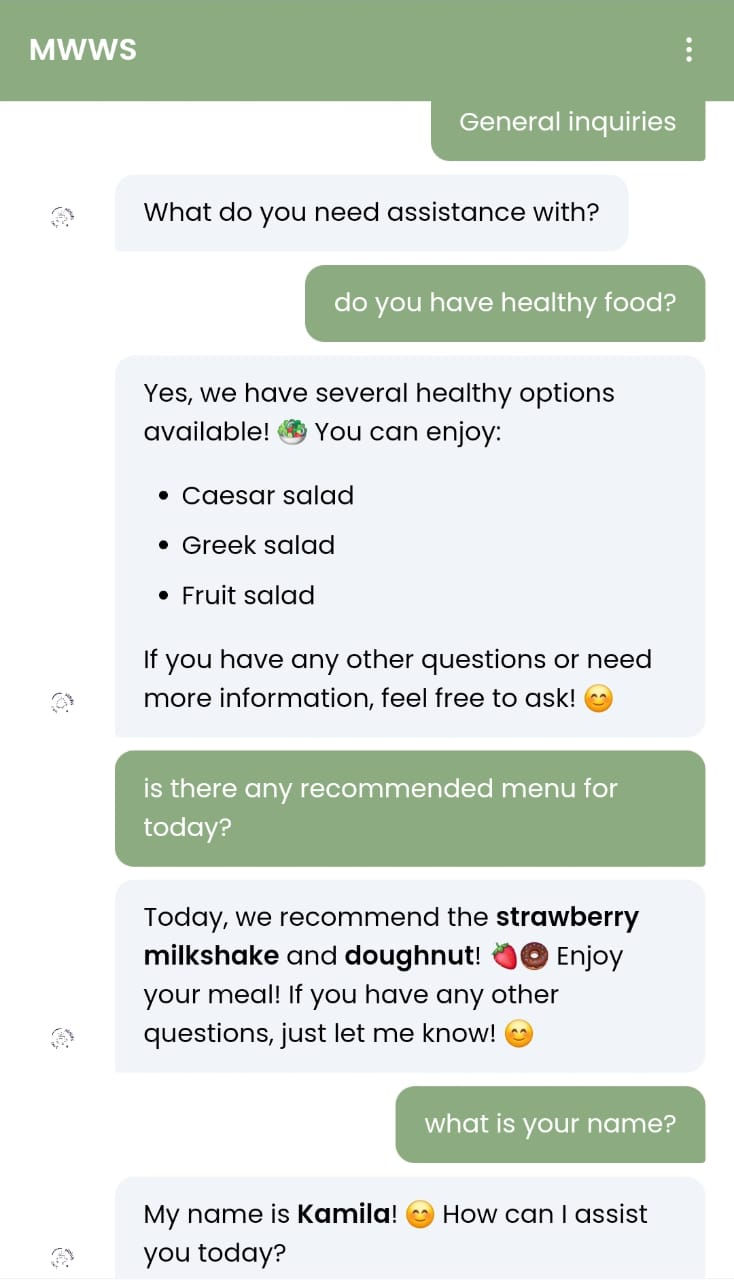 MWWS
General inquiries
What do you need assistance with?
do you have healthy food?
Yes, we have several healthy options
available! 🥗 You can enjoy:
• Caesar salad
• Greek salad
• Fruit salad
If you have any other questions or need
more information, feel free to ask! 😊
is there any recommended menu for
today?
Today, we recommend the strawberry
milkshake and doughnut! 🍓🍩 Enjoy
your meal! If you have any other
questions, just let me know! 😊
what is your name?
My name is Kamila! 😊 How can I assist
you today?